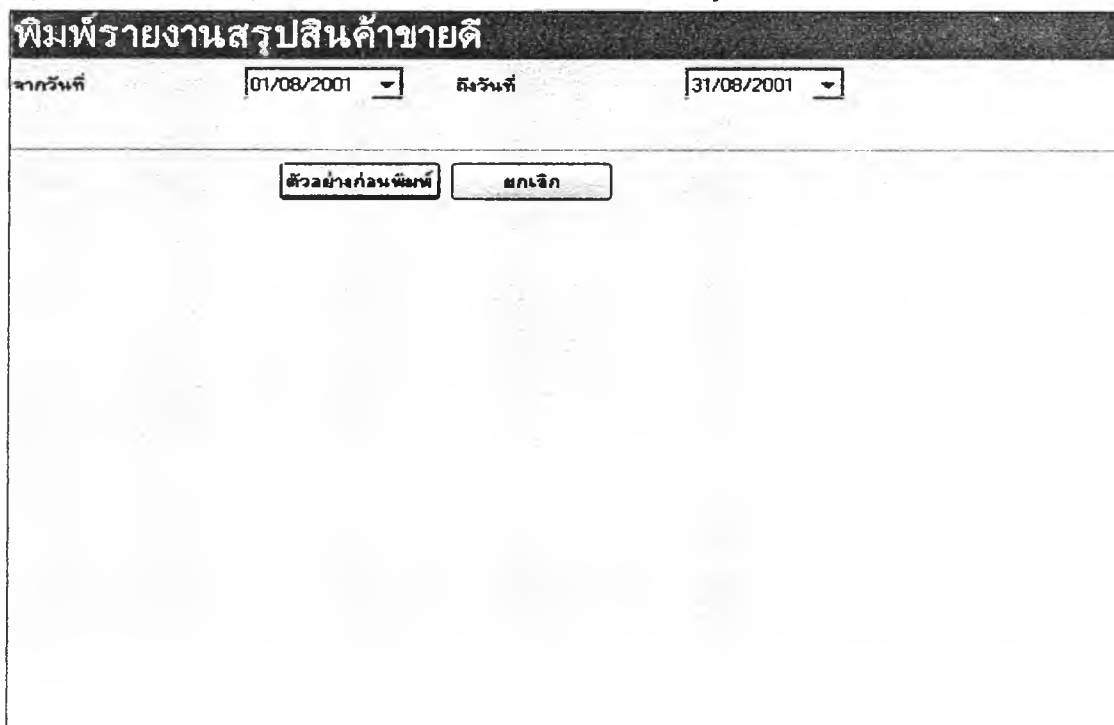 พิมพ์รายงานสรุปสินค้าขายดี
จากวันที่ 01/08/2001 ถึงวันที่ 31/08/2001
ตัวอย่างก่อนพิมพ์ ยกเลิก